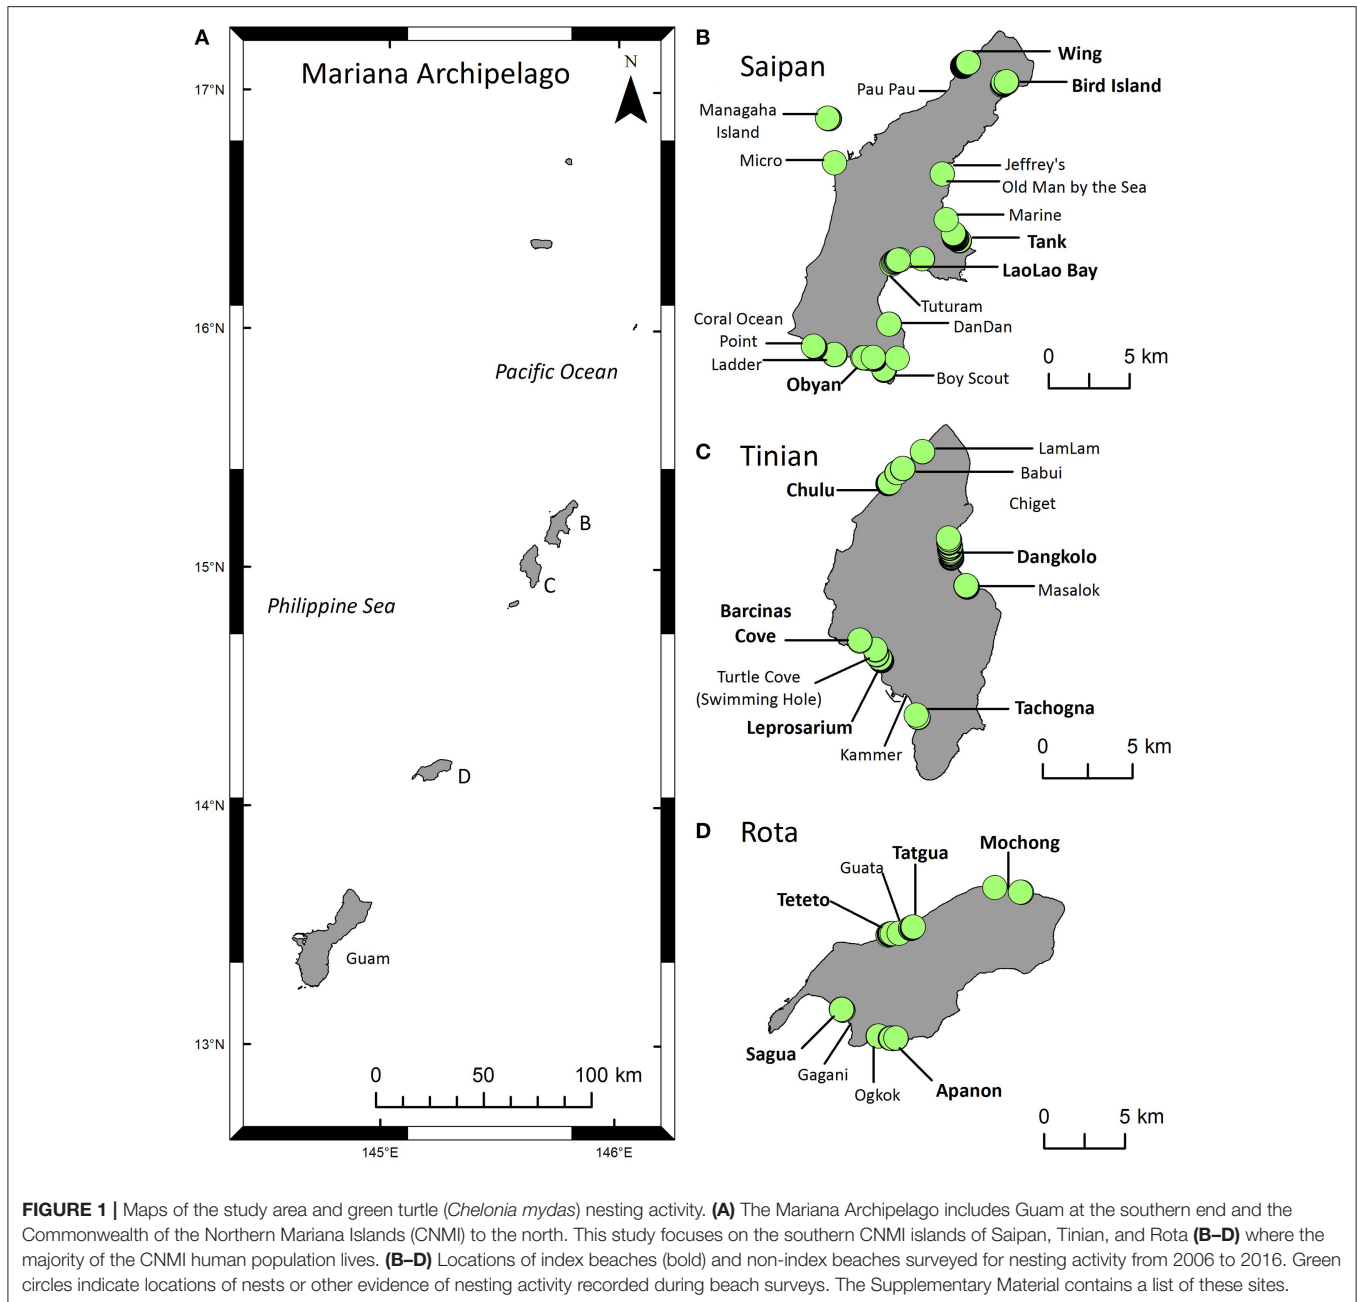 A
Mariana Archipelago
N
17°N
16°N
Pacific Ocean
B
15°N
C
Philippine Sea
14°N
D
Guam
13°N
0 50 100 km
145°E 146°E
B
Saipan
Wing
Pau Pau
Bird Island
Managaha
Island
Micro
Jeffrey's
Old Man by the Sea
Marine
Tank
LaoLao Bay
Tuturam
Coral Ocean
Point
DanDan
Ladder
Obyan
Boy Scout
0 5 km
C
Tinian
LamLam
Babui
Chulu
Chiget
Dangkolo
Masalok
Barcinas
Cove
Turtle Cove
(Swimming Hole)
Leprosarium
Tachogna
Kammer
0 5 km
D
Rota
Mochong
Tatgua
Guata
Teteto
Sagua
Gagani
Ogkok
Apanon
0 5 km
FIGURE 1 | Maps of the study area and green turtle (Chelonia mydas) nesting activity. (A) The Mariana Archipelago includes Guam at the southern end and the
Commonwealth of the Northern Mariana Islands (CNMI) to the north. This study focuses on the southern CNMI islands of Saipan, Tinian, and Rota (B–D) where the
majority of the CNMI human population lives. (B–D) Locations of index beaches (bold) and non-index beaches surveyed for nesting activity from 2006 to 2016. Green
circles indicate locations of nests or other evidence of nesting activity recorded during beach surveys. The Supplementary Material contains a list of these sites.